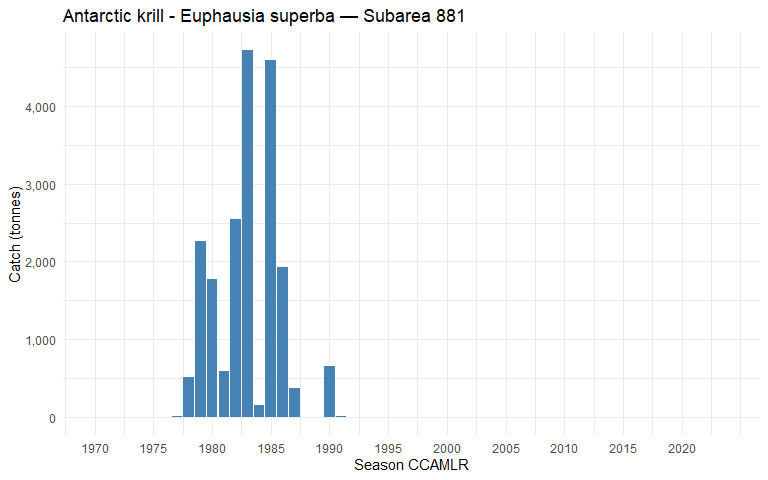 Antarctic krill - Euphausia superba — Subarea 881
Catch (tonnes)
4,000
3,000
2,000
1,000
0
1970 1975 1980 1985 1990 1995 2000 2005 2010 2015 2020
Season CCAMLR